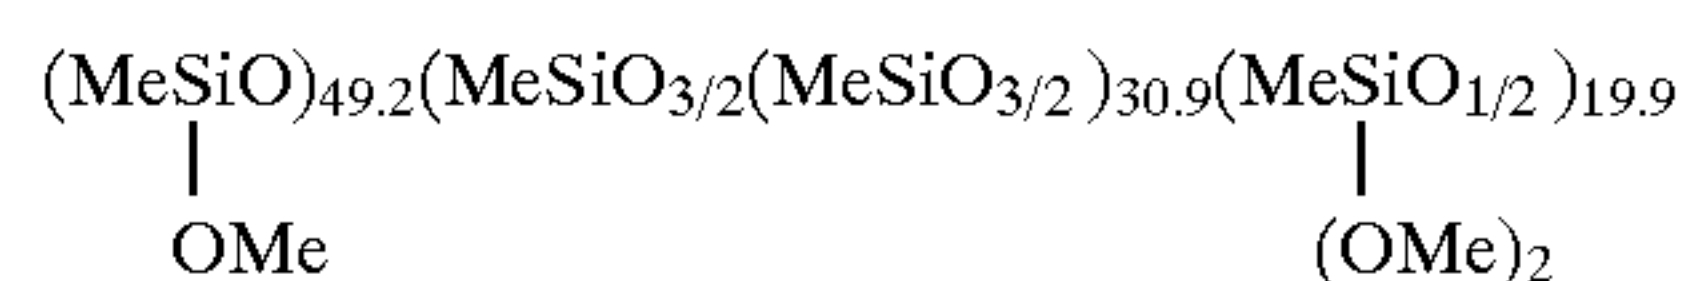 (MeSiO)49.2(MeSiO3/2(MeSiO3/2 )30.9(MeSiO1/2 )19.9
OMe (OMe)2